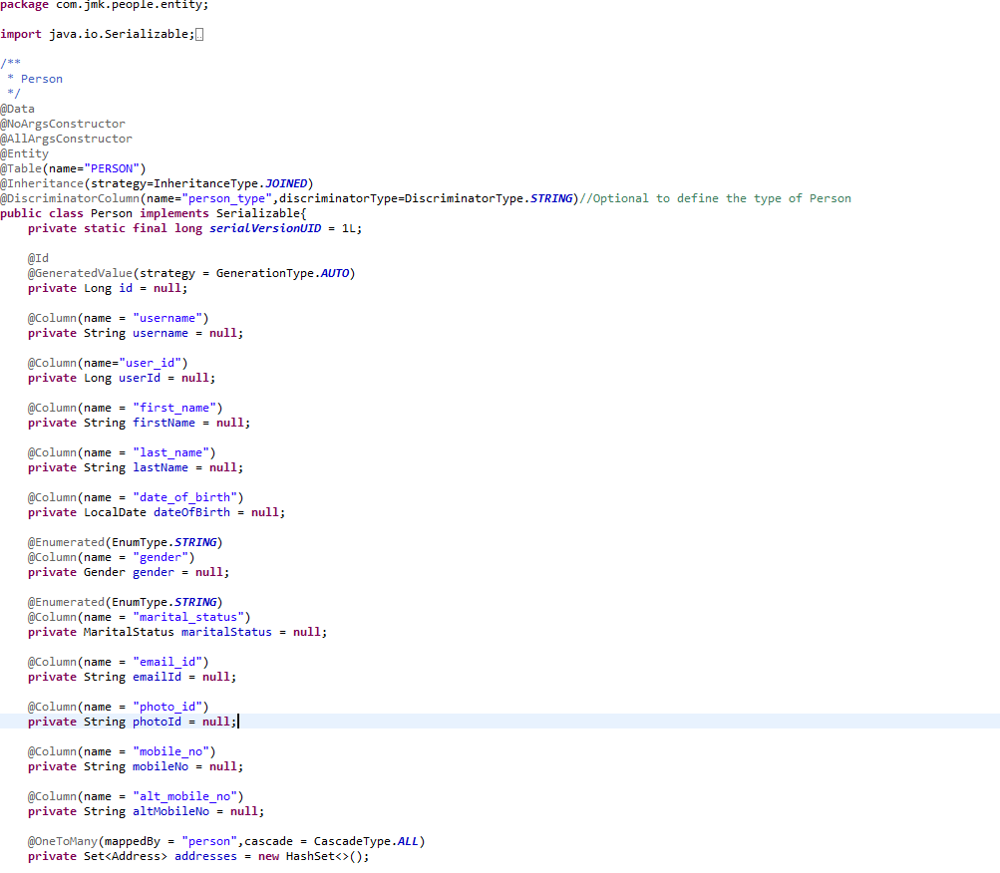 package com.jmk.people.entity;
import java.io.Serializable;
/**
* Person
*/
@Data
@NoArgsConstructor
@AllArgsConstructor
@Entity
@Table(name="PERSON")
@Inheritance(strategy=InheritanceType.JOINED)
@DiscriminatorColumn(name="person_type",discriminatorType=DiscriminatorType.STRING)//Optional to define the type of Person
public class Person implements Serializable{
private static final long serialVersionUID = 1L;
@Id
@GeneratedValue(strategy = GenerationType.AUTO)
private Long id = null;
@Column(name = "username")
private String username = null;
@Column(name="user_id")
private Long userId = null;
@Column(name = "first_name")
private String firstName = null;
@Column(name = "last_name")
private String lastName = null;
@Column(name = "date_of_birth")
private LocalDate dateOfBirth = null;
@Enumerated(EnumType.STRING)
@Column(name = "gender")
private Gender gender = null;
@Enumerated(EnumType.STRING)
@Column(name = "marital_status")
private MaritalStatus maritalStatus = null;
@Column(name = "email_id")
private String emailId = null;
@Column(name = "photo_id")
private String photoId = null;
@Column(name = "mobile_no")
private String mobileNo = null;
@Column(name = "alt_mobile_no")
private String altMobileNo = null;
@OneToMany(mappedBy = "person",cascade = CascadeType.ALL)
private Set<Address> addresses = new HashSet<>();